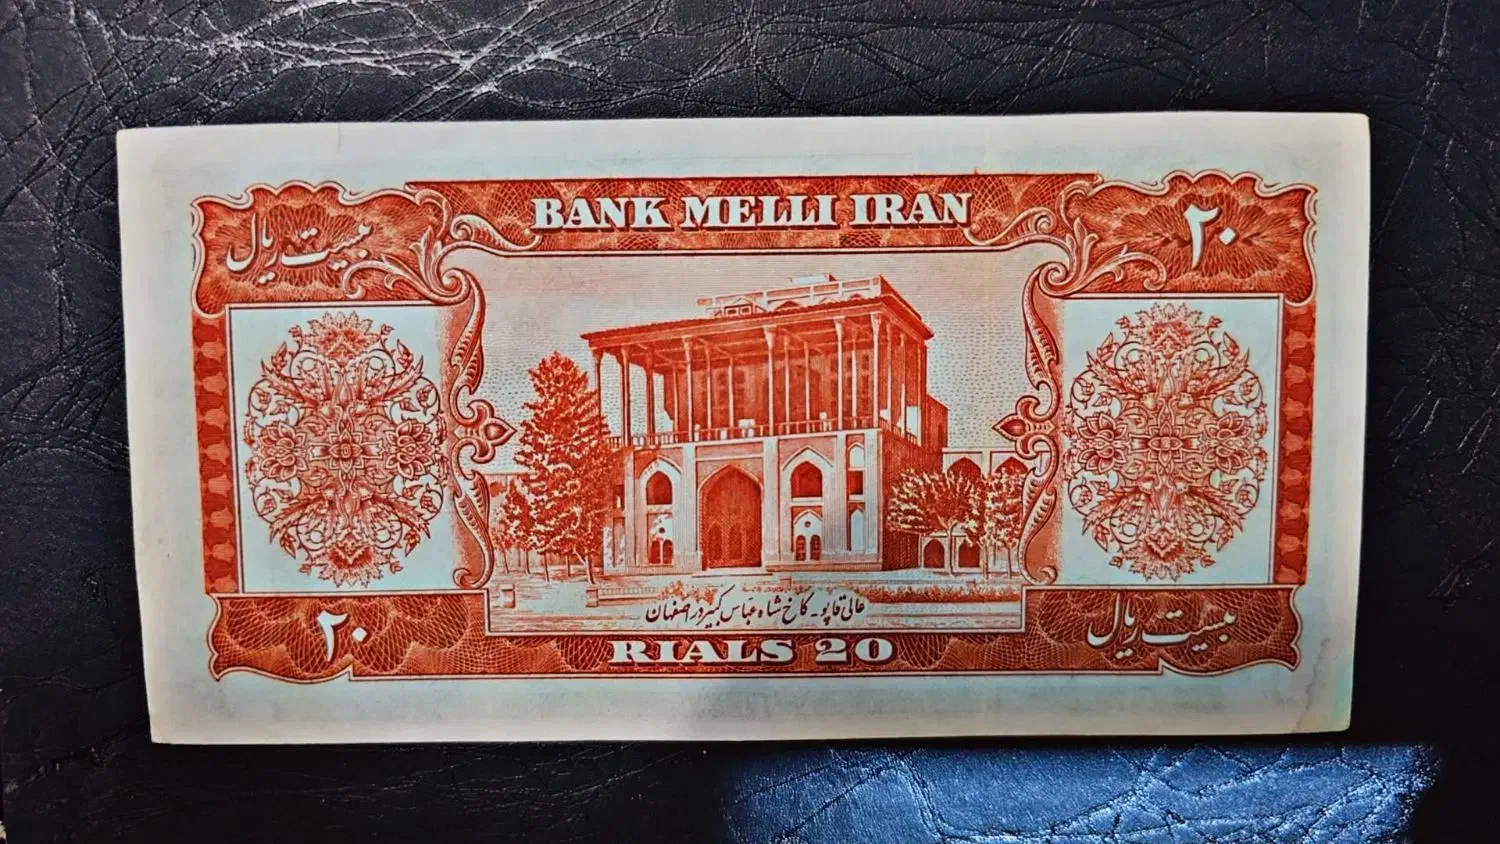 BANK MELLI IRAN
بیست ریال
۲۰
عالی قاپو - کاخ شاه عباس کبیر در اصفهان
۲۰
RIALS 20
بیست ریال